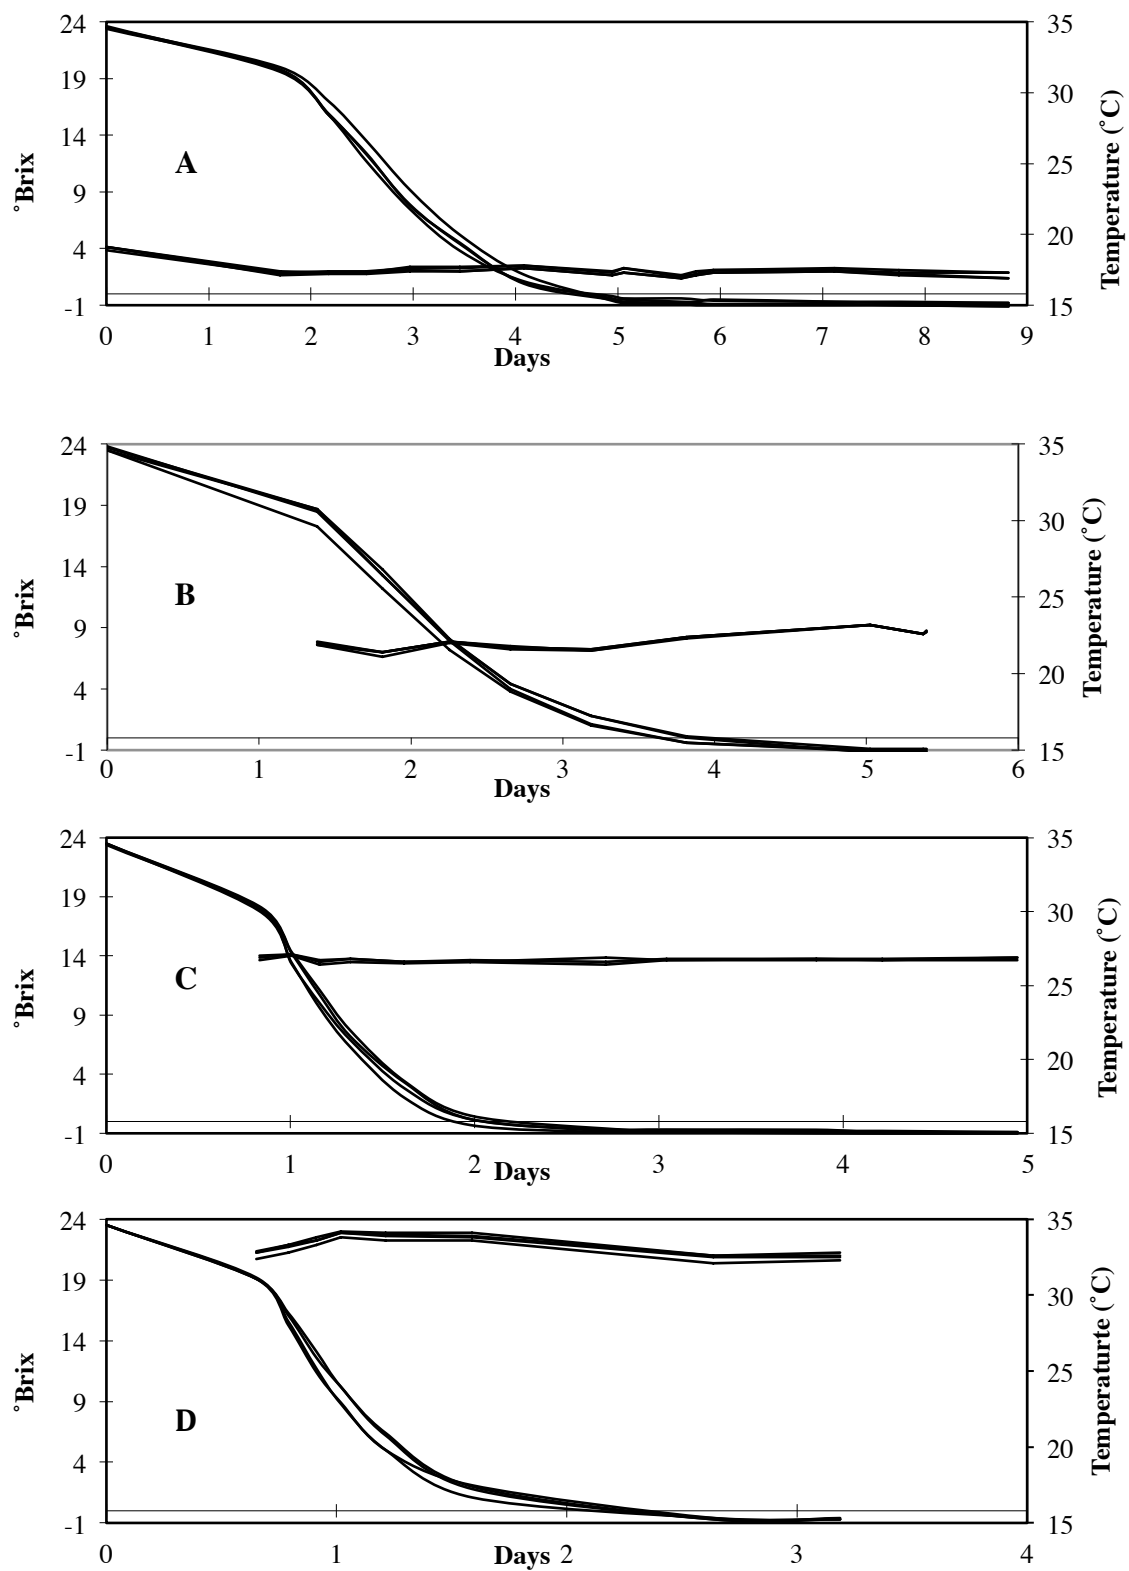 24 35
19 30
14
A
25
9
4 20
-1 15
0 1 2 3 4 5 6 7 8 9
Days
˚Brix
Temperature (˚C)
24 35
19 30
14
B
25
9
4 20
-1 15
0 1 2 3 4 5 6
Days
˚Brix
Temperature (˚C)
24 35
19 30
14
C
25
9
4 20
-1 15
0 1 2 3 4 5
Days
˚Brix
Temperature (˚C)
24 35
19 30
14
25
9
D
4 20
-1 15
0 1 Days 2 3 4
˚Brix
Temperaturte (˚C)